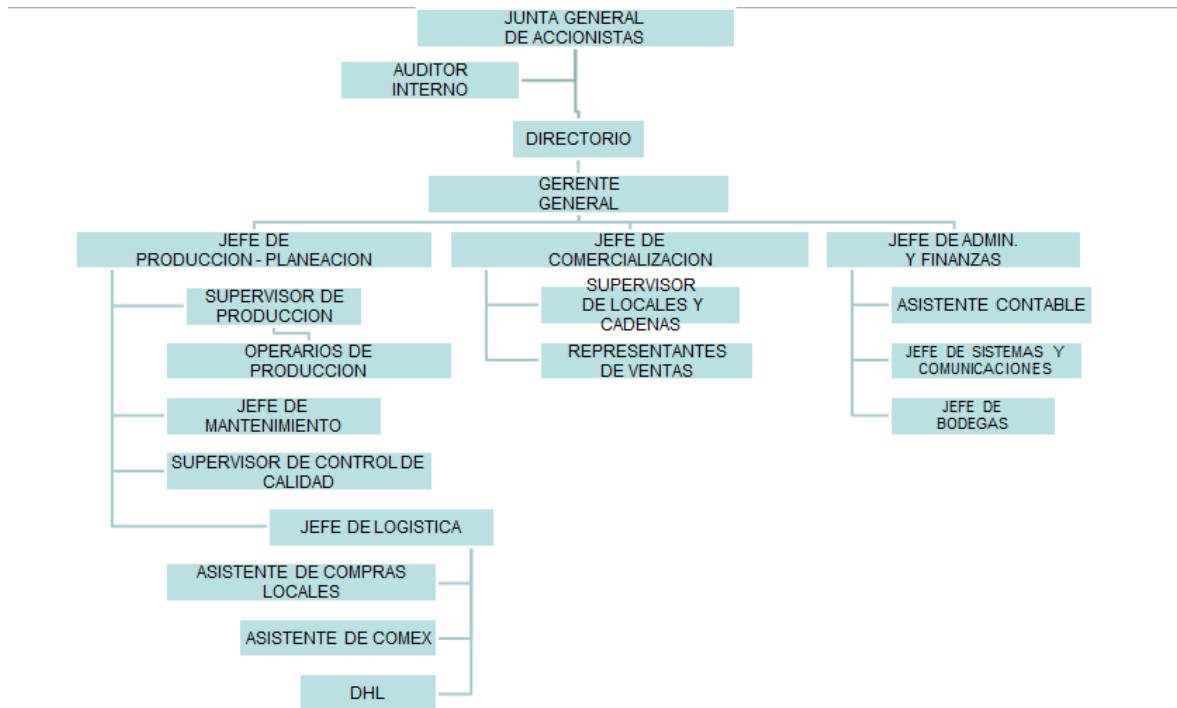 JUNTA GENERAL
DE ACCIONISTAS
AUDITOR
INTERNO
DIRECTORIO
GERENTE
GENERAL
JEFE DE
PRODUCCION - PLANEACION
JEFE DE
COMERCIALIZACION
JEFE DE ADMIN.
Y FINANZAS
SUPERVISOR DE
PRODUCCION
OPERARIOS DE
PRODUCCION
JEFE DE
MANTENIMIENTO
SUPERVISOR DE CONTROL DE
CALIDAD
JEFE DE LOGISTICA
ASISTENTE DE COMPRAS
LOCALES
ASISTENTE DE COMEX
DHL
SUPERVISOR
DE LOCALES Y
CADENAS
REPRESENTANTES
DE VENTAS
ASISTENTE CONTABLE
JEFE DE SISTEMAS Y
COMUNICACIONES
JEFE DE
BODEGAS